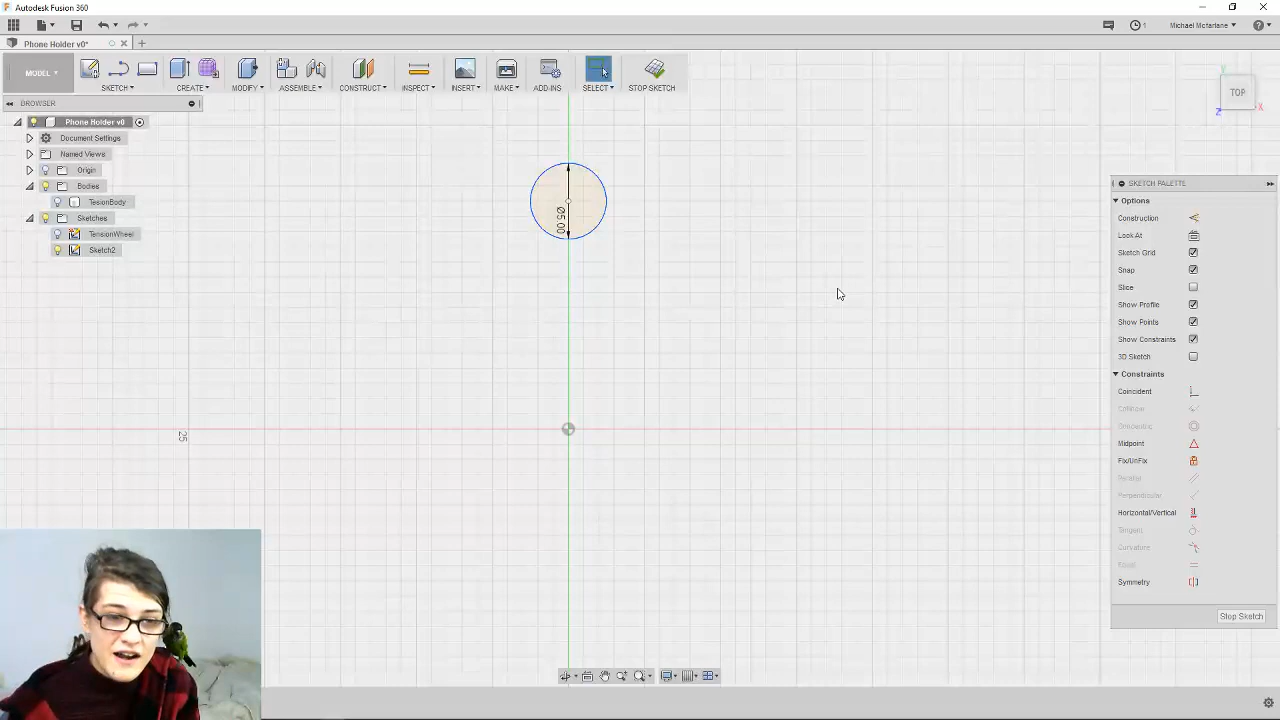 Autodesk Fusion 360
Michael Mcfarlane
Phone Holder v0*
MODEL
SKETCH
CREATE
MODIFY
ASSEMBLE
CONSTRUCT
INSPECT
INSERT
MAKE
ADD-INS
SELECT
STOP SKETCH
TOP
Y
X
Z
BROWSER
Phone Holder v0
Document Settings
Named Views
Origin
Bodies
TesionBody
Sketches
TensionWheel
Sketch2
Ø5.00
25
SKETCH PALETTE
Options
Construction
Look At
Sketch Grid
Snap
Slice
Show Profile
Show Points
Show Constraints
3D Sketch
Constraints
Coincident
Collinear
Concentric
Midpoint
Fix/UnFix
Parallel
Perpendicular
Horizontal/Vertical
Tangent
Curvature
Equal
Symmetry
Stop Sketch